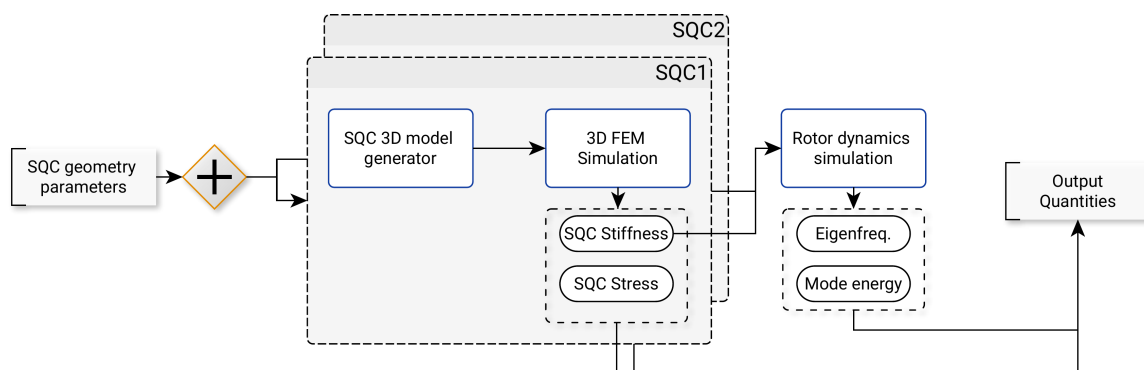 SQC2
SQC1
SQC geometry
parameters
SQC 3D model
generator
3D FEM
Simulation
SQC Stiffness
SQC Stress
Rotor dynamics
simulation
Eigenfreq.
Mode energy
Output
Quantities